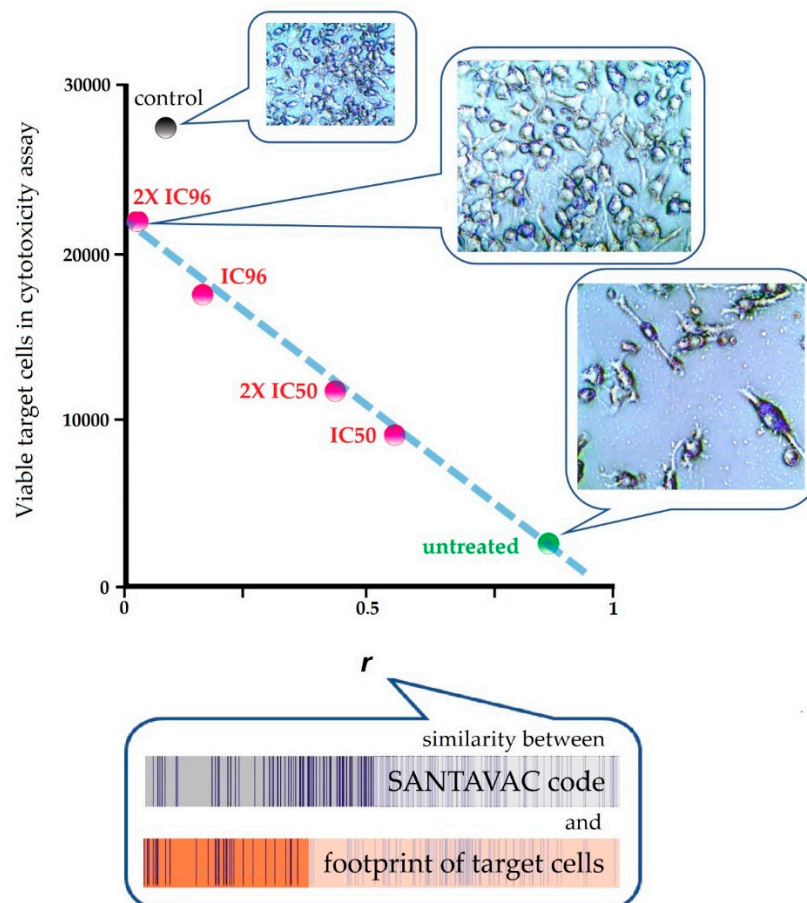 30000
control
2X IC96
20000
IC96
2X IC50
10000
IC50
untreated
0
0
0.5
1
Viable target cells in cytotoxicity assay
r
similarity between
SANTAVAC code
and
footprint of target cells